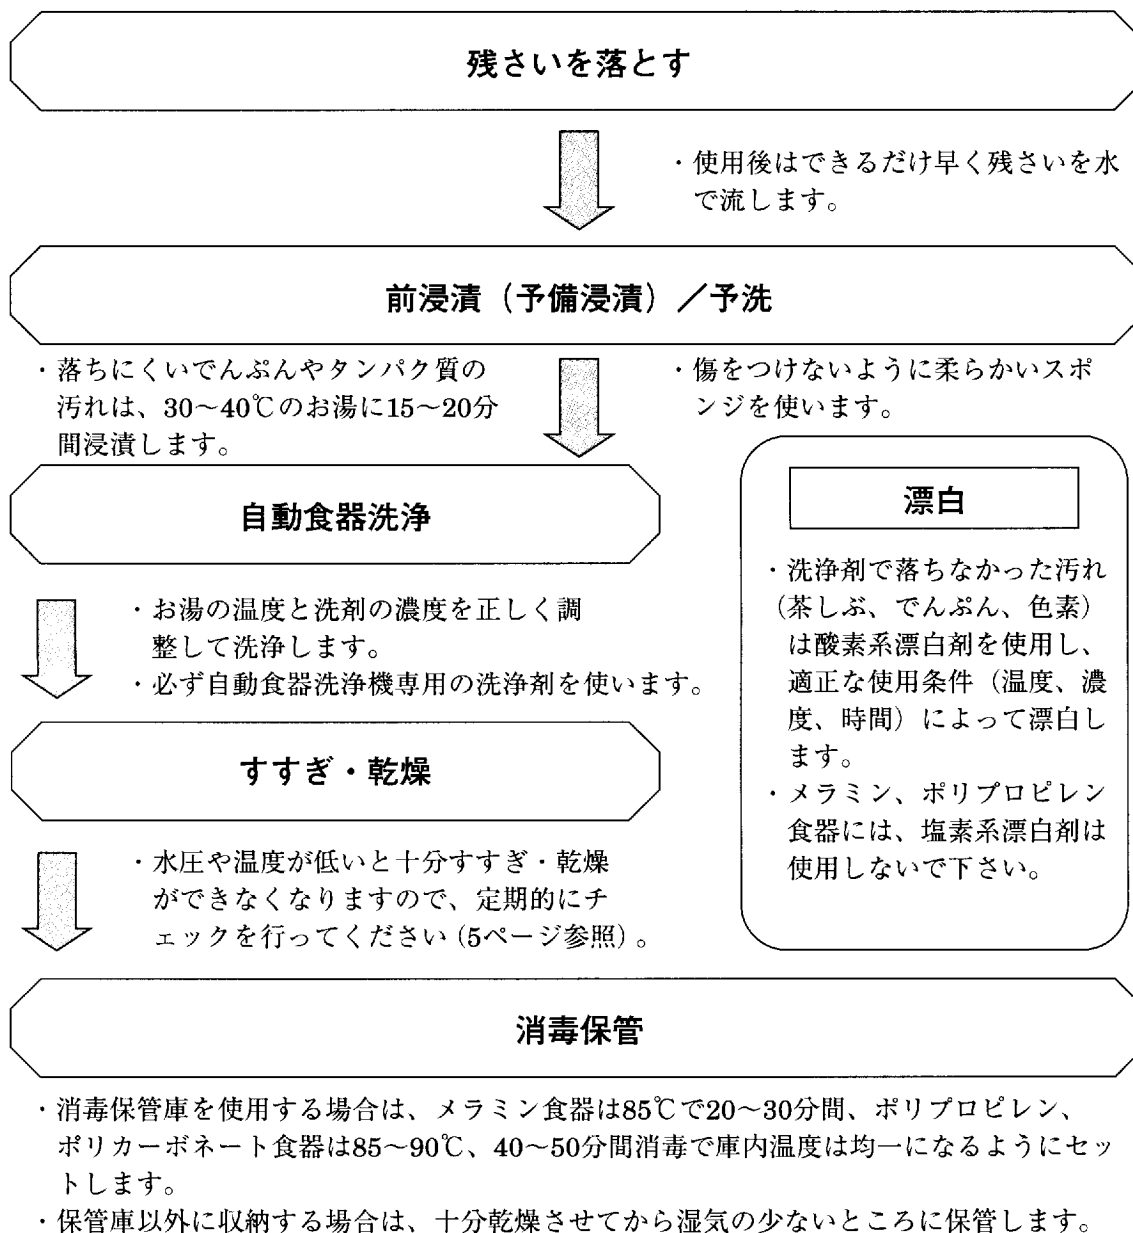 残さいを落とす
・使用後はできるだけ早く残さいを水
で流します。
前浸漬（予備浸漬）／予洗
・落ちにくいでんぷんやタンパク質の
汚れは、30～40℃のお湯に15～20分
間浸漬します。
・傷をつけないように柔らかいスポ
ンジを使います。
自動食器洗浄
・お湯の温度と洗剤の濃度を正しく調
整して洗浄します。
・必ず自動食器洗浄機専用の洗浄剤を使います。
すすぎ・乾燥
・水圧や温度が低いと十分すすぎ・乾燥
ができなくなりますので、定期的にチ
ェックを行ってください（5ページ参照）。
漂白
・洗浄剤で落ちなかった汚れ
（茶しぶ、でんぷん、色素）
は酸素系漂白剤を使用し、
適正な使用条件（温度、濃
度、時間）によって漂白し
ます。
・メラミン、ポリプロピレン
食器には、塩素系漂白剤は
使用しないで下さい。
消毒保管
・消毒保管庫を使用する場合は、メラミン食器は85℃で20～30分間、ポリプロピレン、
ポリカーボネート食器は85～90℃、40～50分間消毒で庫内温度は均一になるようにセッ
トします。
・保管庫以外に収納する場合は、十分乾燥させてから湿気の少ないところに保管します。